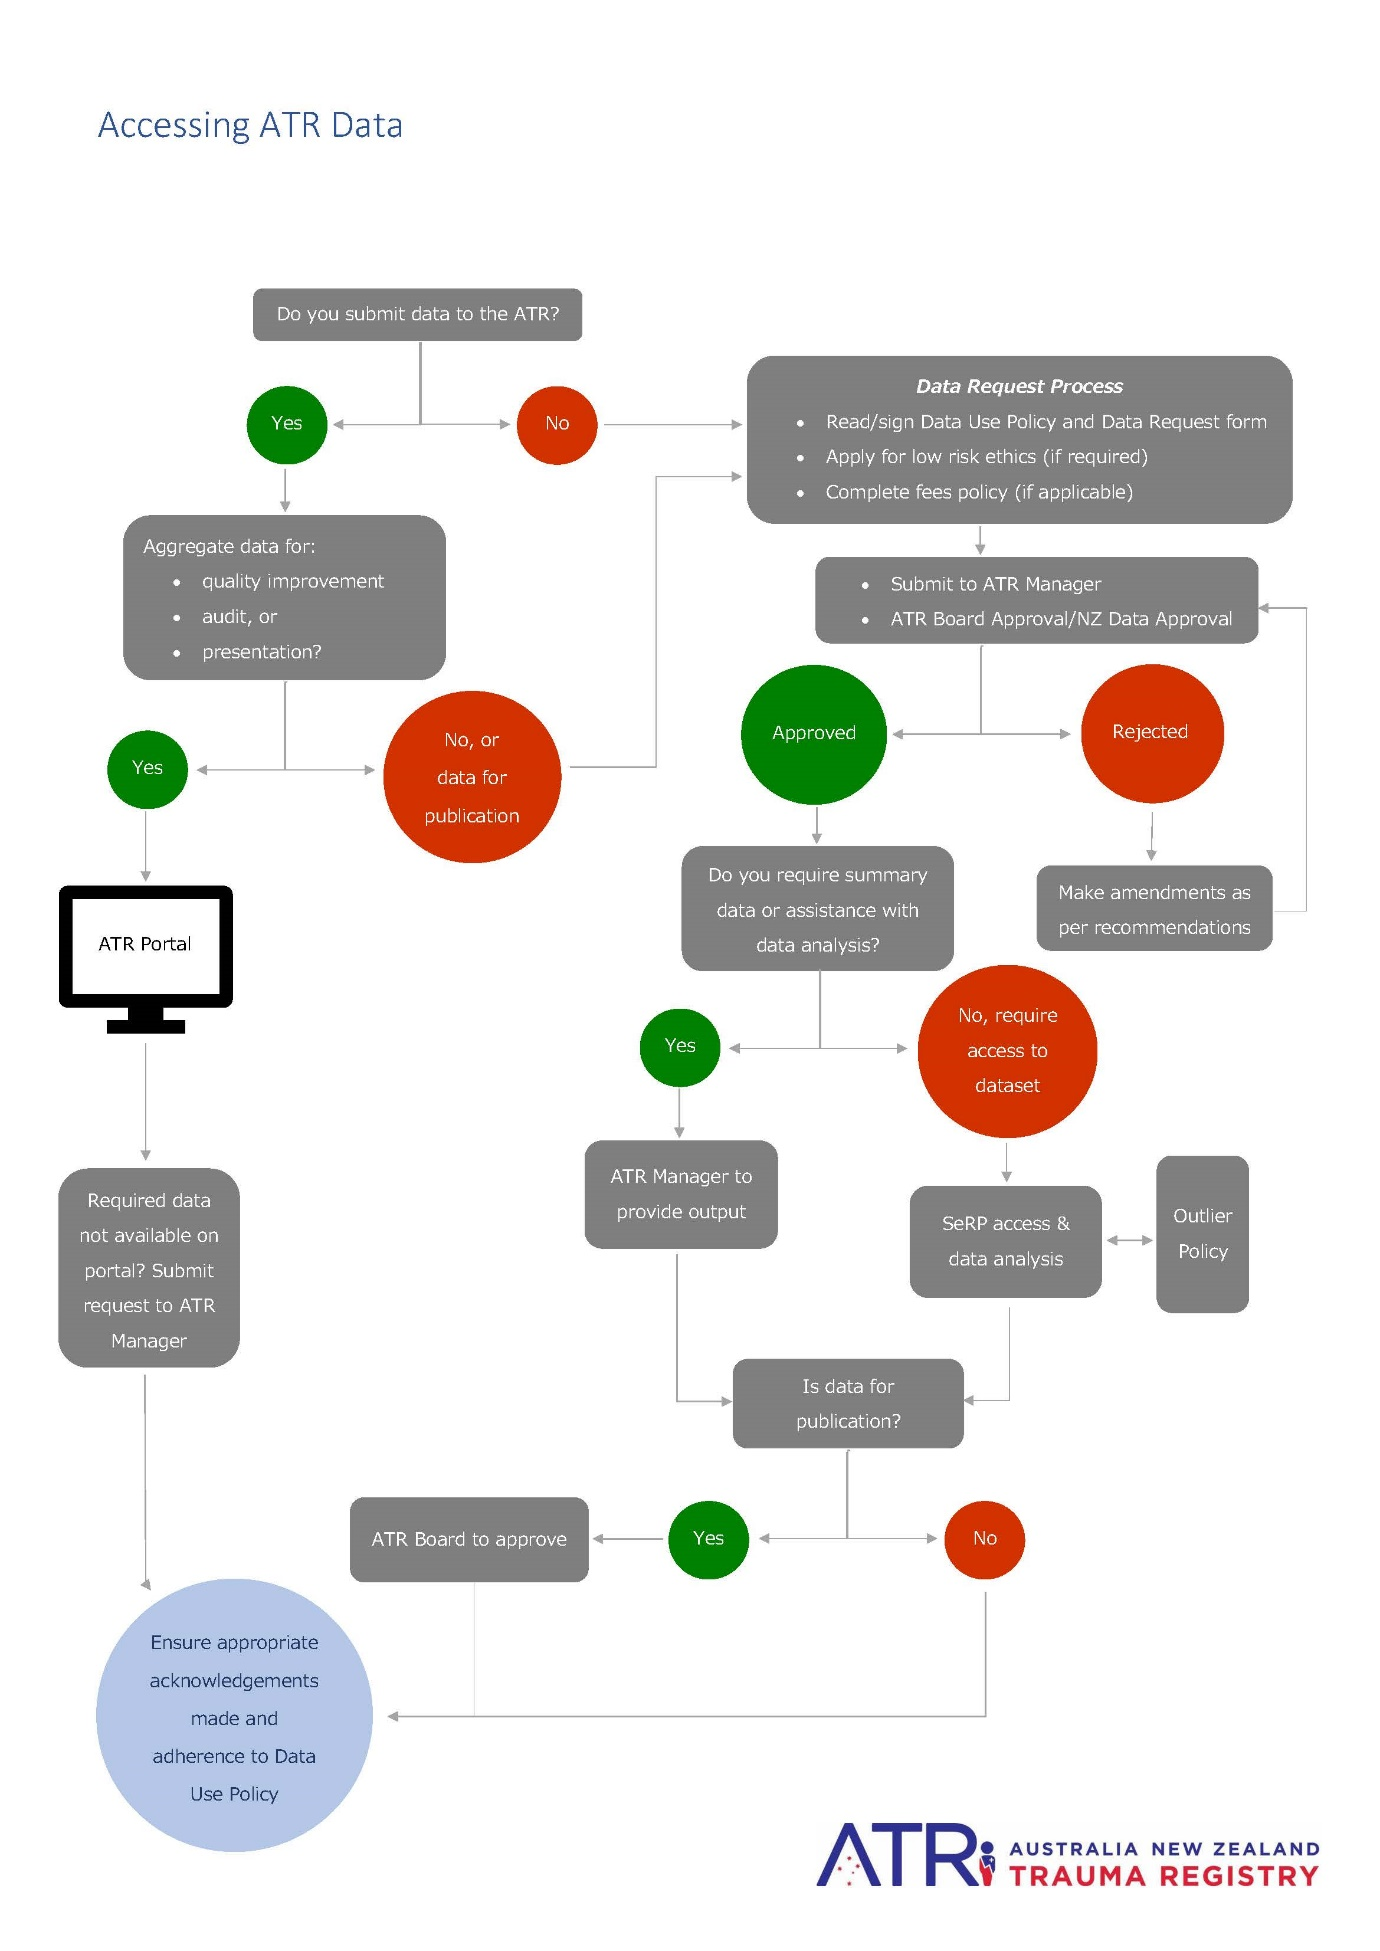 Accessing ATR Data
Do you submit data to the ATR?
Yes
No
Data Request Process
• Read/sign Data Use Policy and Data Request form
• Apply for low risk ethics (if required)
• Complete fees policy (if applicable)
Aggregate data for:
• quality improvement
• audit, or
• presentation?
• Submit to ATR Manager
• ATR Board Approval/NZ Data Approval
Yes
No, or
data for
publication
Approved
Rejected
ATR Portal
Do you require summary
data or assistance with
data analysis?
Make amendments as
per recommendations
Yes
No, require
access to
dataset
Required data
not available on
portal? Submit
request to ATR
Manager
ATR Manager to
provide output
SeRP access &
data analysis
Outlier
Policy
Is data for
publication?
ATR Board to approve
Yes
No
Ensure appropriate
acknowledgements
made and
adherence to Data
Use Policy
ATR
AUSTRALIA NEW ZEALAND
TRAUMA REGISTRY